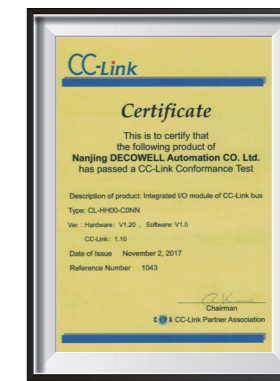 CC-Link
Certificate
This is to certify that
the following product of
Nanjing DECOWELL Automation CO. Ltd.
has passed a CC-Link Conformance Test
Description of product: Integrated I/O module of CC-Link bus
Type: CL-HH00-C0NN
Ver. : Hardware: V1.20 , Software: V1.0
CC-Link: 1.10
Date of Issue November 2, 2017
Reference Number 1043
Chairman
CC-Link Partner Association